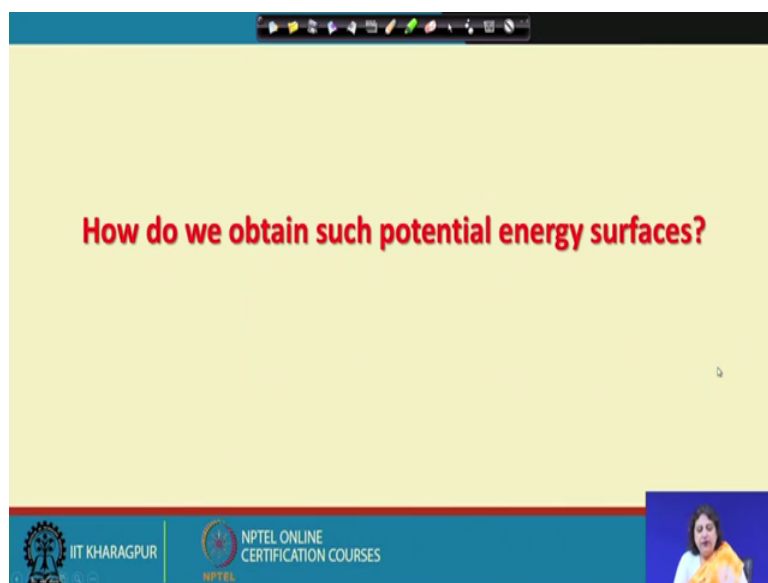 How do we obtain such potential energy surfaces?
IIT KHARAGPUR
NPTEL
NPTEL ONLINE
CERTIFICATION COURSES